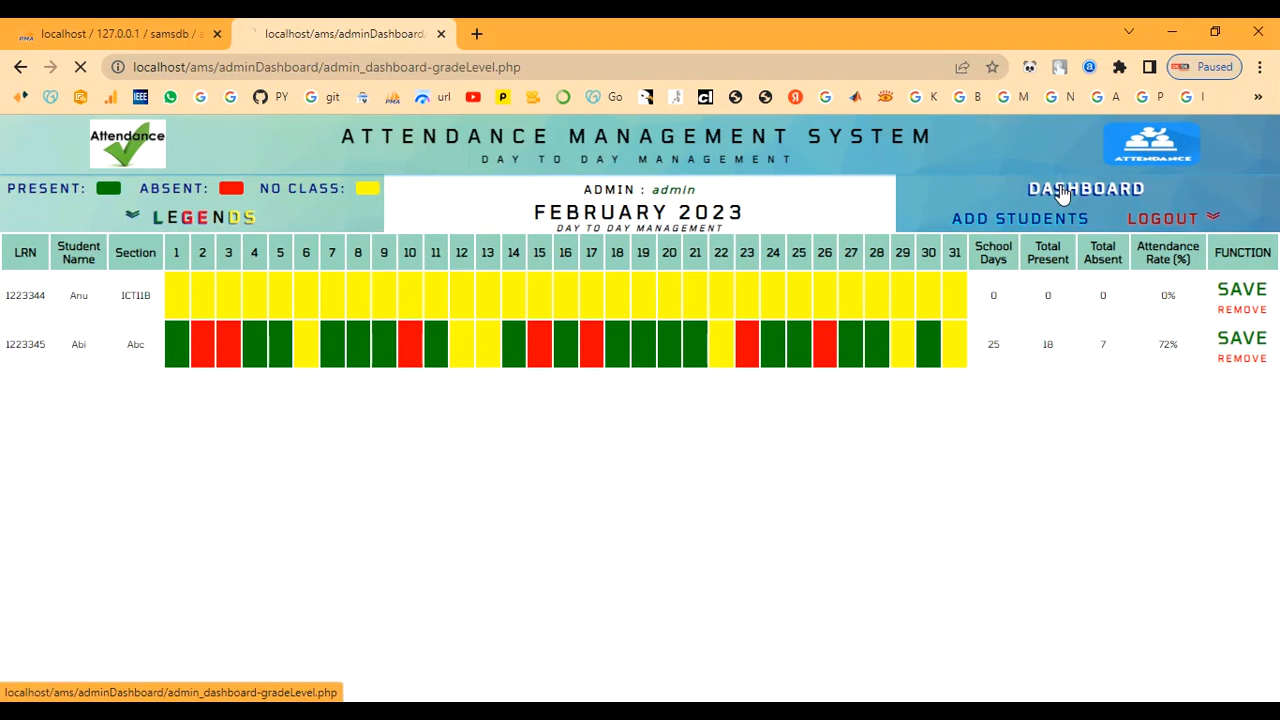 localhost / 127.0.0.1 / samsdb / a
localhost/ams/adminDashboard/
localhost/ams/adminDashboard/admin_dashboard-gradeLevel.php
Paused
IEEE PY git url Go K B M N A P I »
Attendance
ATTENDANCE MANAGEMENT SYSTEM
DAY TO DAY MANAGEMENT
ATTENDANCE
PRESENT: ABSENT: NO CLASS:
LEGENDS
ADMIN : admin
FEBRUARY 2023
DAY TO DAY MANAGEMENT
DASHBOARD
ADD STUDENTS LOGOUT
LRN Student Name Section 1 2 3 4 5 6 7 8 9 10 11 12 13 14 15 16 17 18 19 20 21 22 23 24 25 26 27 28 29 30 31 School Days Total Present Total Absent Attendance Rate (%) FUNCTION
1223344 Anu ICT11B 0 0 0 0% SAVE
REMOVE
1223345 Abi Abc 25 18 7 72% SAVE
REMOVE
localhost/ams/adminDashboard/admin_dashboard-gradeLevel.php